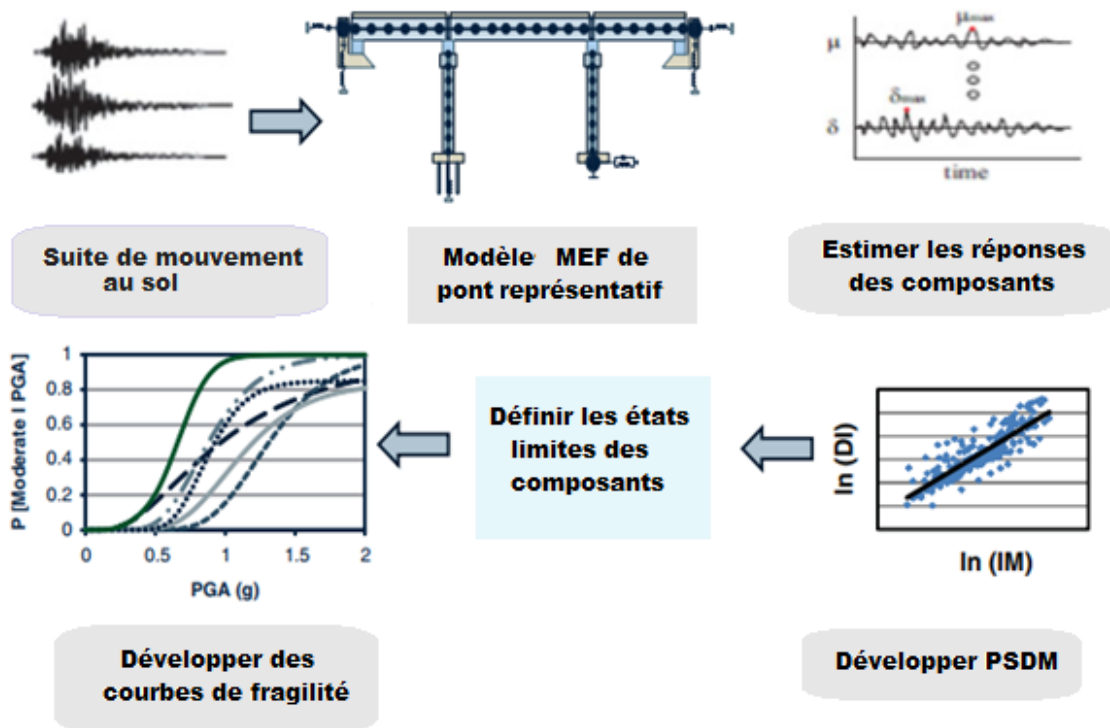 μmax
μ
δmax
δ
time
Suite de mouvement
au sol
Modèle MEF de
pont représentatif
Estimer les réponses
des composants
P [Moderate I PGA]
1
0.8
0.6
0.4
0.2
0
0 0.5 1 1.5 2
PGA (g)
Définir les états
limites des
composants
ln (DI)
ln (IM)
Développer des
courbes de fragilité
Développer PSDM